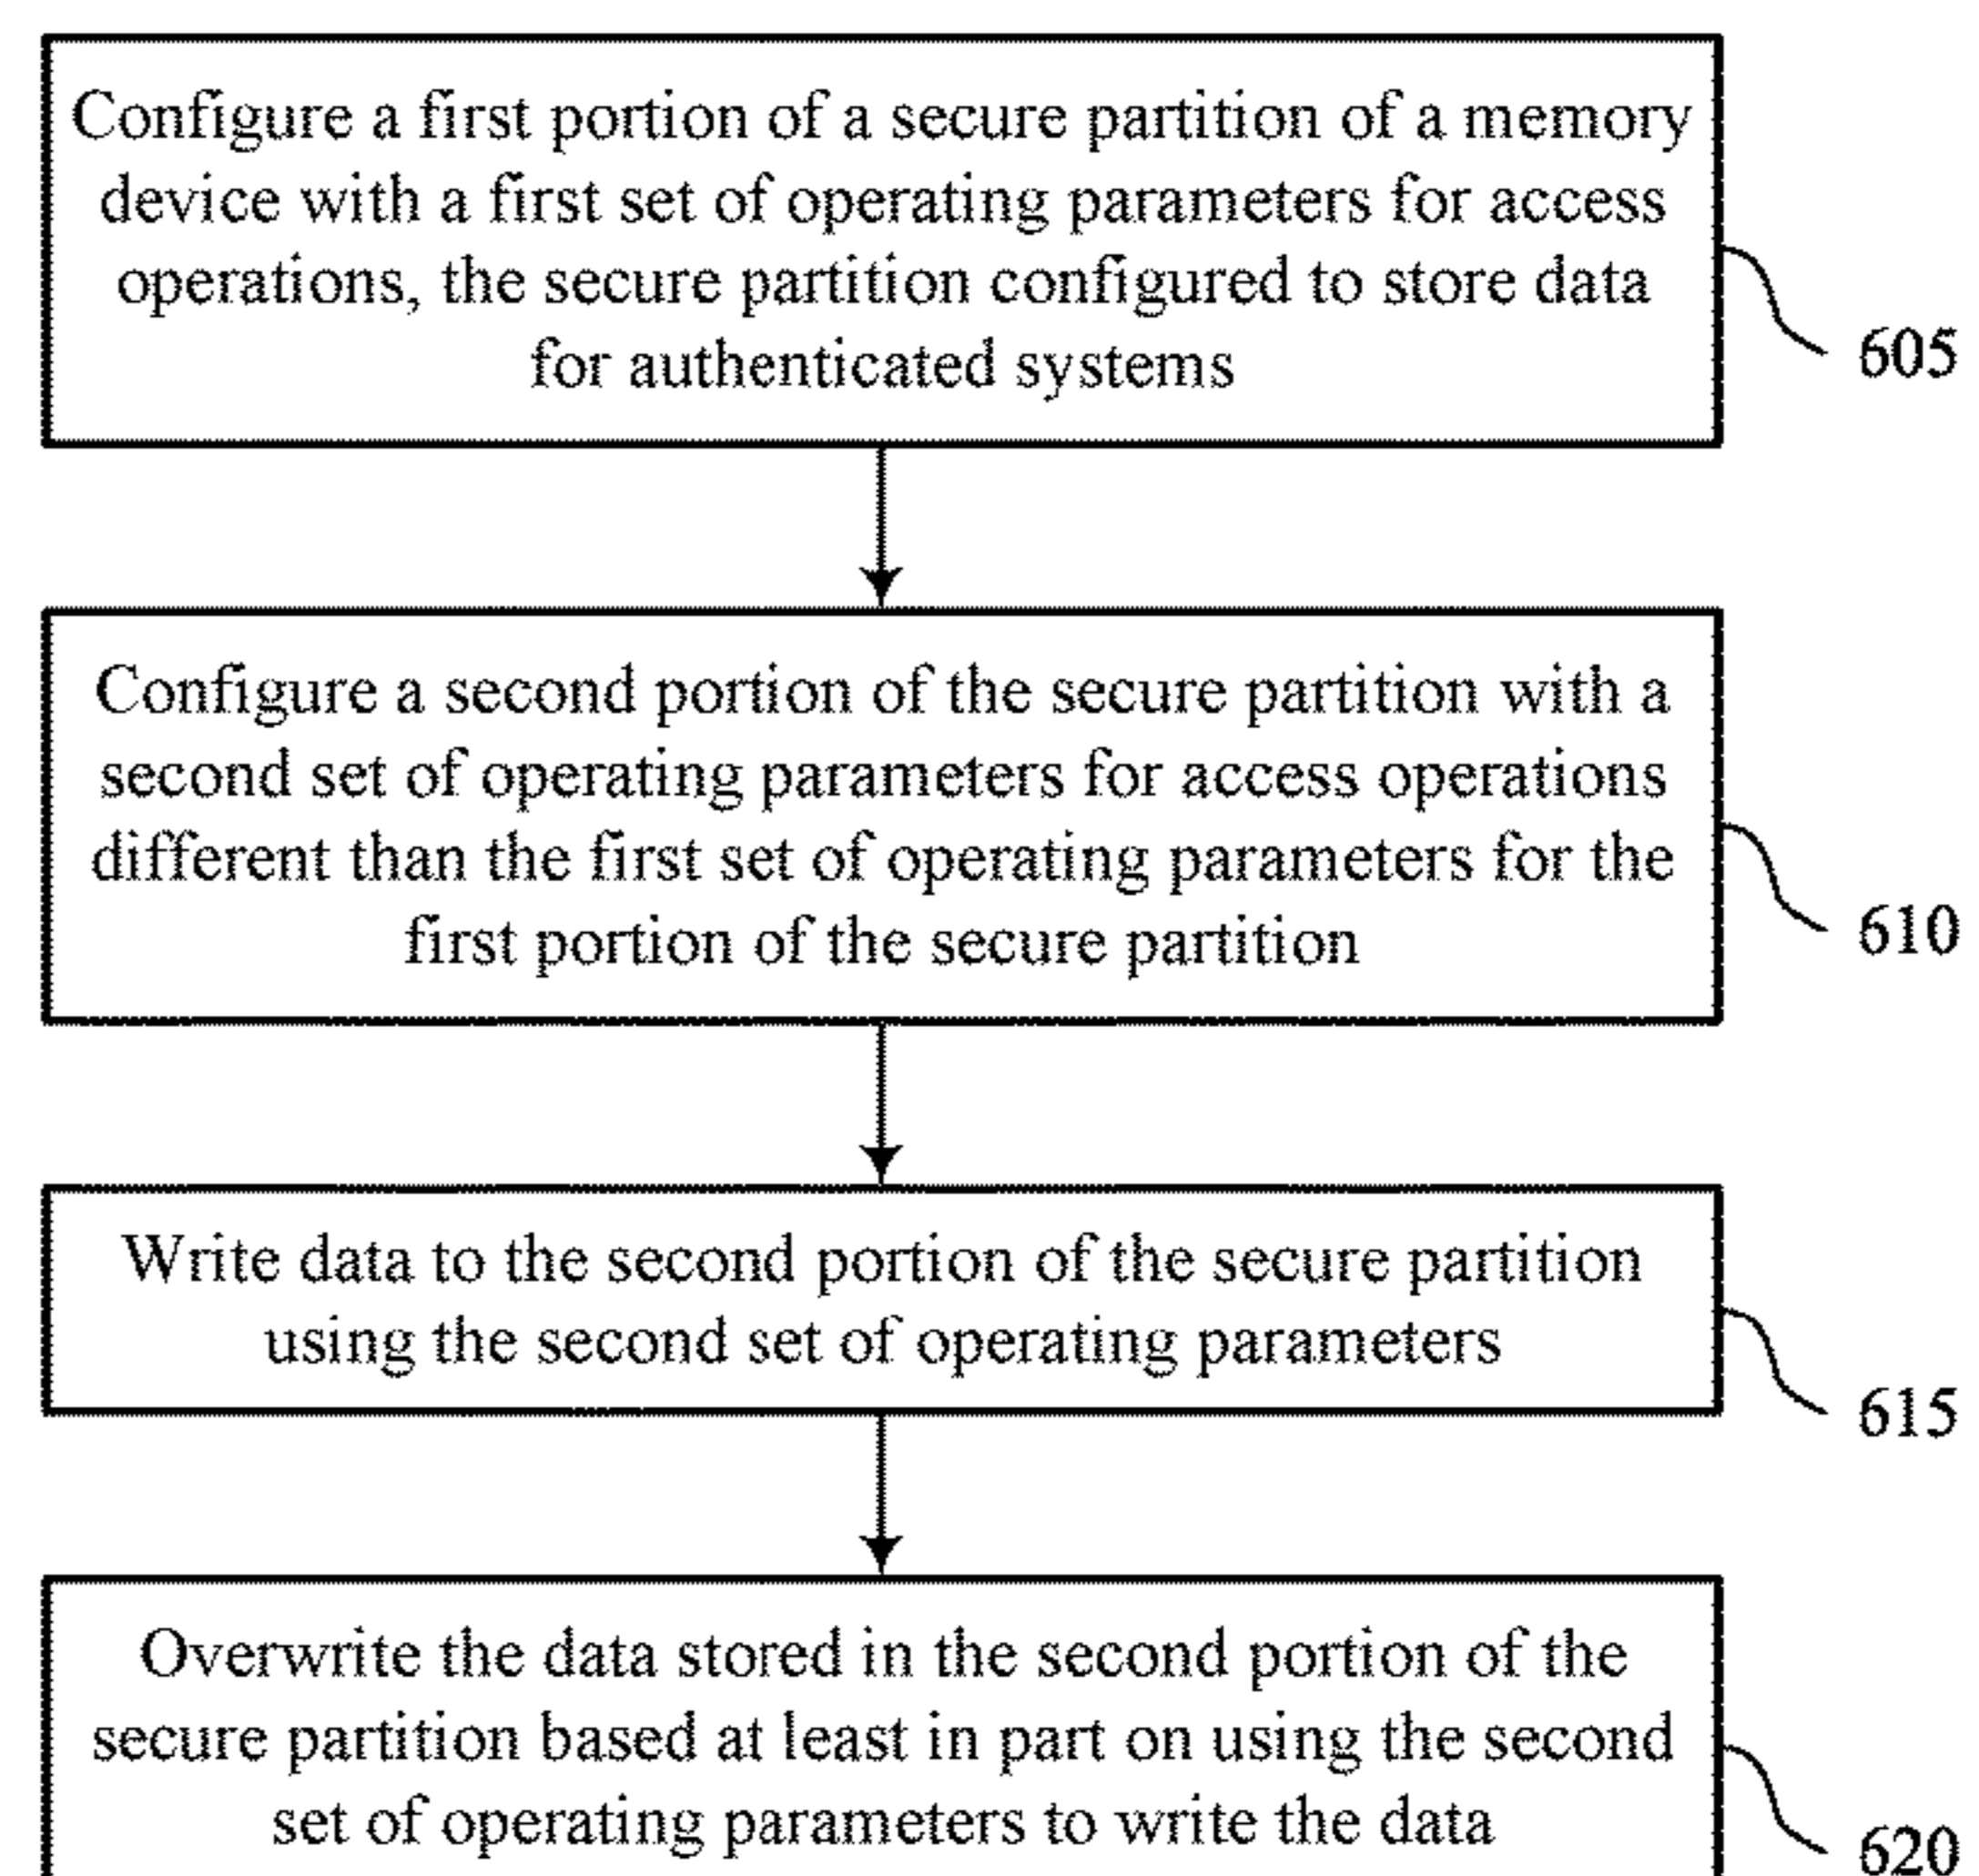 Configure a first portion of a secure partition of a memory
device with a first set of operating parameters for access
operations, the secure partition configured to store data
for authenticated systems
605
Configure a second portion of the secure partition with a
second set of operating parameters for access operations
different than the first set of operating parameters for the
first portion of the secure partition
610
Write data to the second portion of the secure partition
using the second set of operating parameters
615
Overwrite the data stored in the second portion of the
secure partition based at least in part on using the second
set of operating parameters to write the data
620